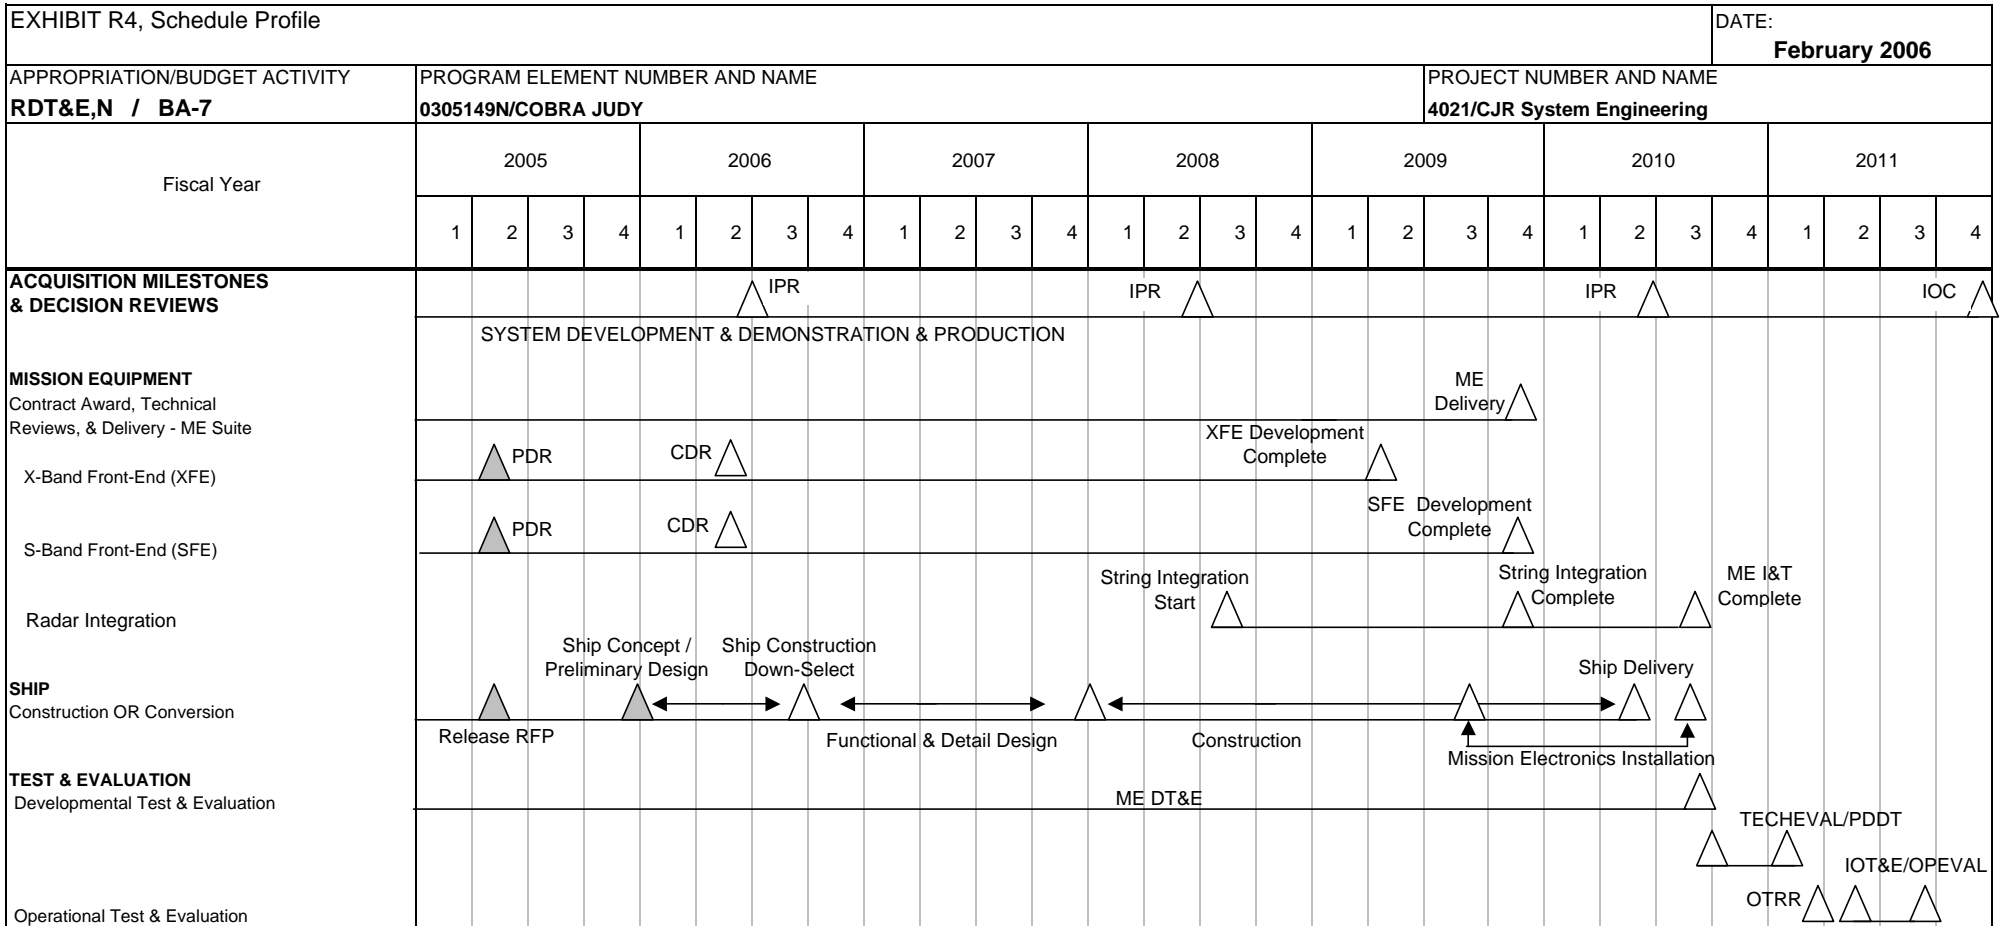 EXHIBIT R4, Schedule Profile
DATE:
February 2006
APPROPRIATION/BUDGET ACTIVITY
PROGRAM ELEMENT NUMBER AND NAME
PROJECT NUMBER AND NAME
RDT&E,N / BA-7
0305149N/COBRA JUDY
4021/CJR System Engineering
Fiscal Year
2005 2006 2007 2008 2009 2010 2011
1 2 3 4 1 2 3 4 1 2 3 4 1 2 3 4 1 2 3 4 1 2 3 4 1 2 3 4
ACQUISITION MILESTONES
& DECISION REVIEWS
IPR IPR IPR IOC
SYSTEM DEVELOPMENT & DEMONSTRATION & PRODUCTION
MISSION EQUIPMENT
Contract Award, Technical
Reviews, & Delivery - ME Suite
ME
Delivery
X-Band Front-End (XFE)
PDR CDR
XFE Development
Complete
S-Band Front-End (SFE)
PDR CDR
SFE Development
Complete
Radar Integration
String Integration
Start
String Integration
Complete
ME I&T
Complete
SHIP
Construction OR Conversion
Release RFP
Ship Concept /
Preliminary Design
Ship Construction
Down-Select
Functional & Detail Design
Construction
Ship Delivery
Mission Electronics Installation
TEST & EVALUATION
Developmental Test & Evaluation
ME DT&E
TECHEVAL/PDDT
IOT&E/OPEVAL
Operational Test & Evaluation
OTRR